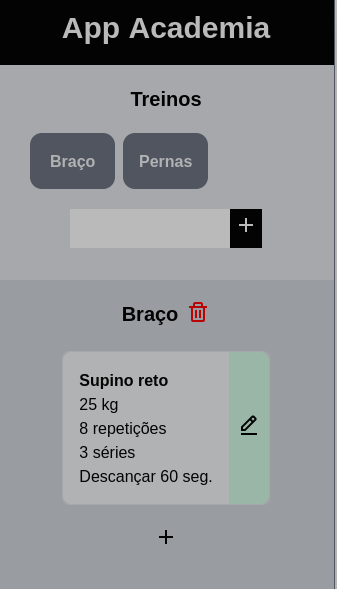 App Academia
Treinos
Braço
Pernas
Braço
Supino reto
25 kg
8 repetições
3 séries
Descançar 60 seg.